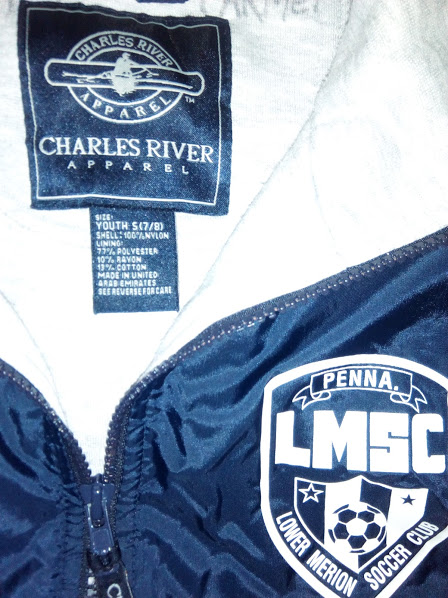 CHARLES RIVER
APPAREL
™
CHARLES RIVER
APPAREL
SIZE:
YOUTH S(7/8)
SHELL: 100% NYLON
LINING:
77% POLYESTER
10% RAYON
13% COTTON
MADE IN UNITED
ARAB EMIRATES
SEE REVERSE FOR CARE
PENNA.
LMSC
LOWER MERION SOCCER CLUB